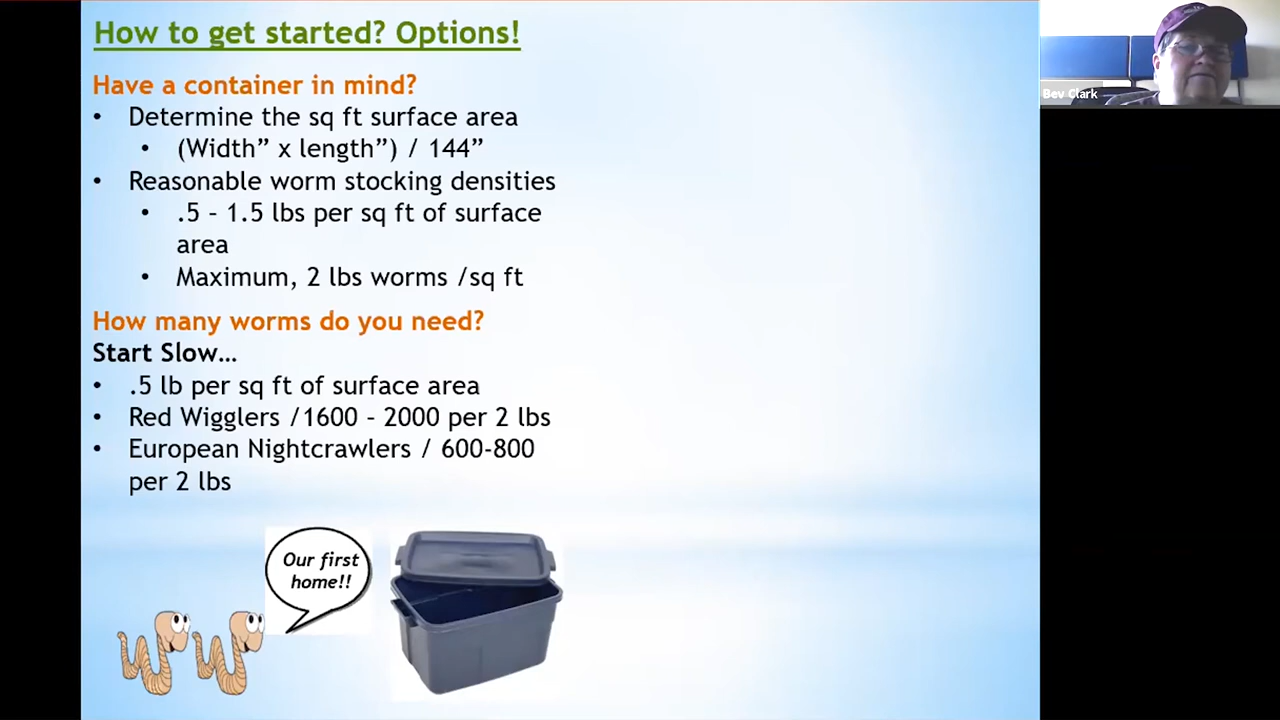 How to get started? Options!
Have a container in mind?
• Determine the sq ft surface area
• (Width” x length”) / 144”
• Reasonable worm stocking densities
• .5 – 1.5 lbs per sq ft of surface
area
• Maximum, 2 lbs worms /sq ft
How many worms do you need?
Start Slow…
• .5 lb per sq ft of surface area
• Red Wigglers /1600 – 2000 per 2 lbs
• European Nightcrawlers / 600-800
per 2 lbs
Our first
home!!
Bev Clark